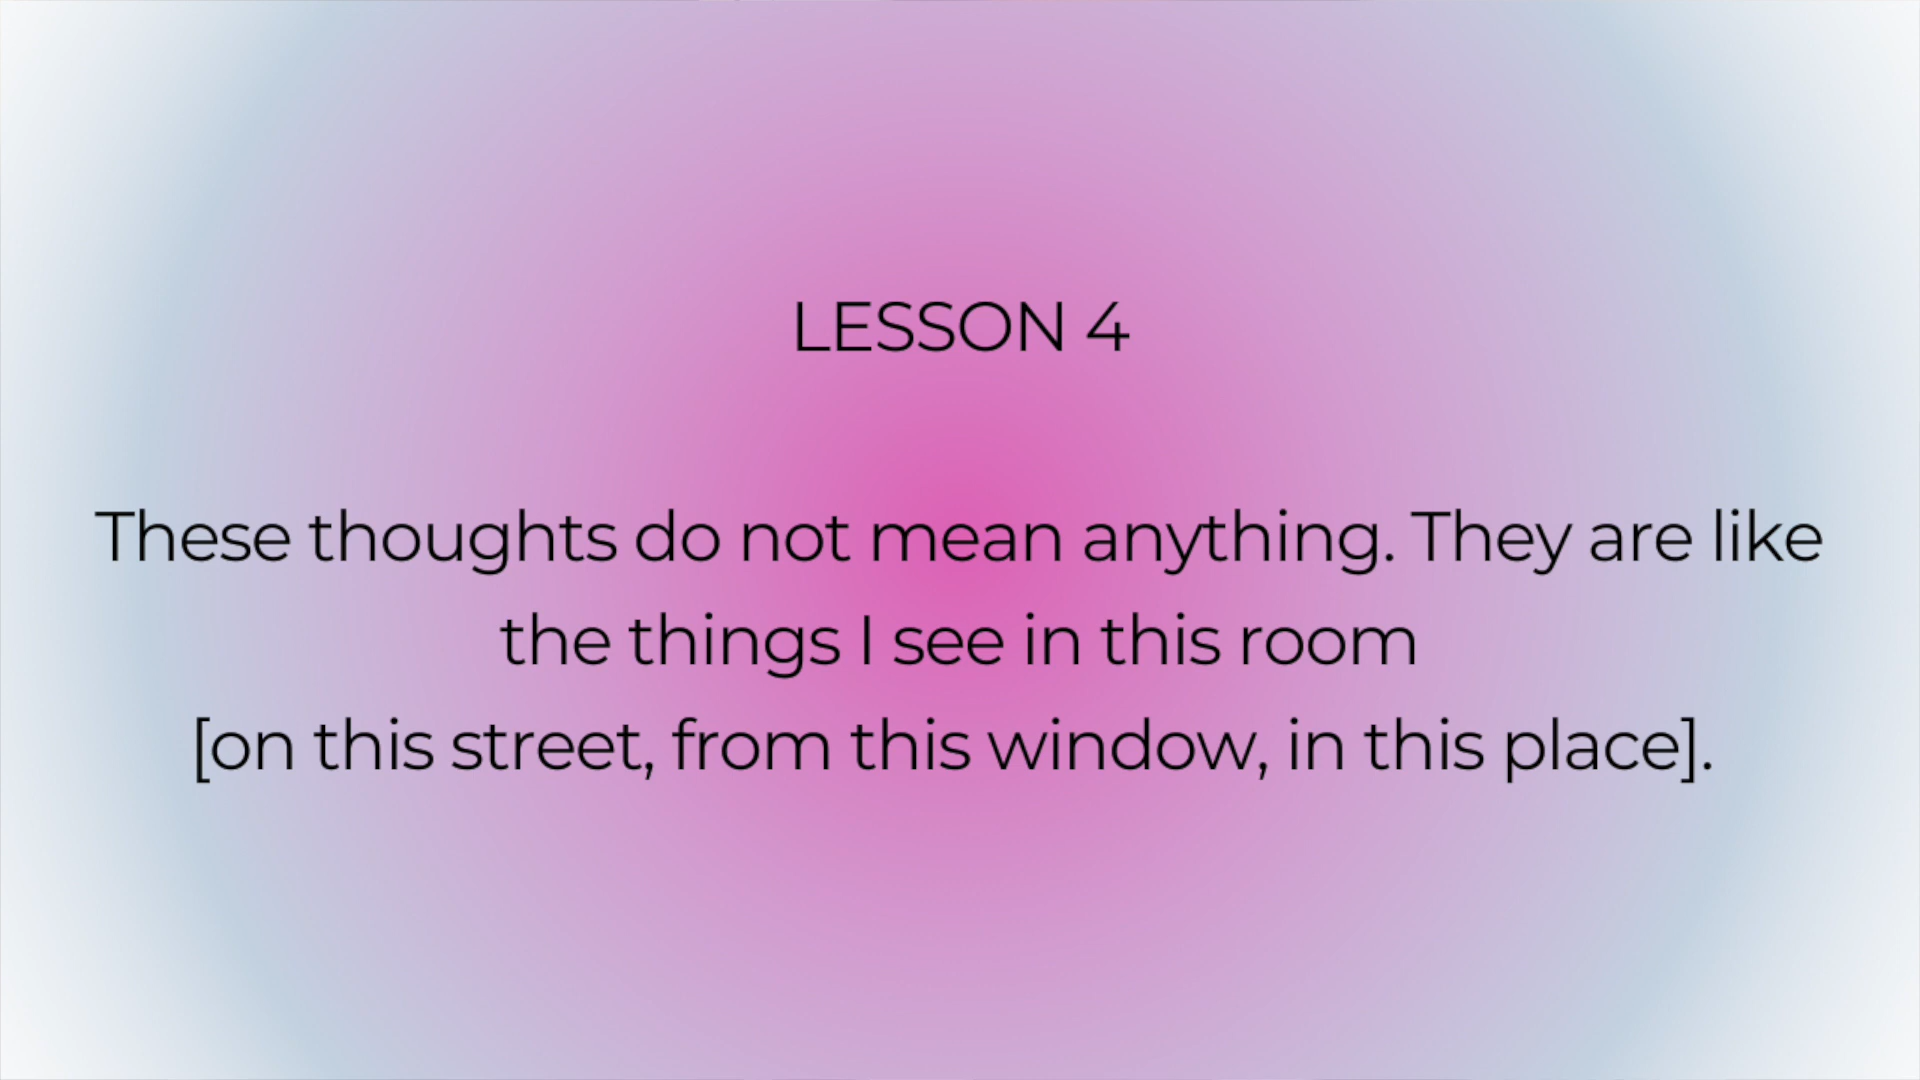 LESSON 4
These thoughts do not mean anything. They are like
the things I see in this room
[on this street, from this window, in this place].